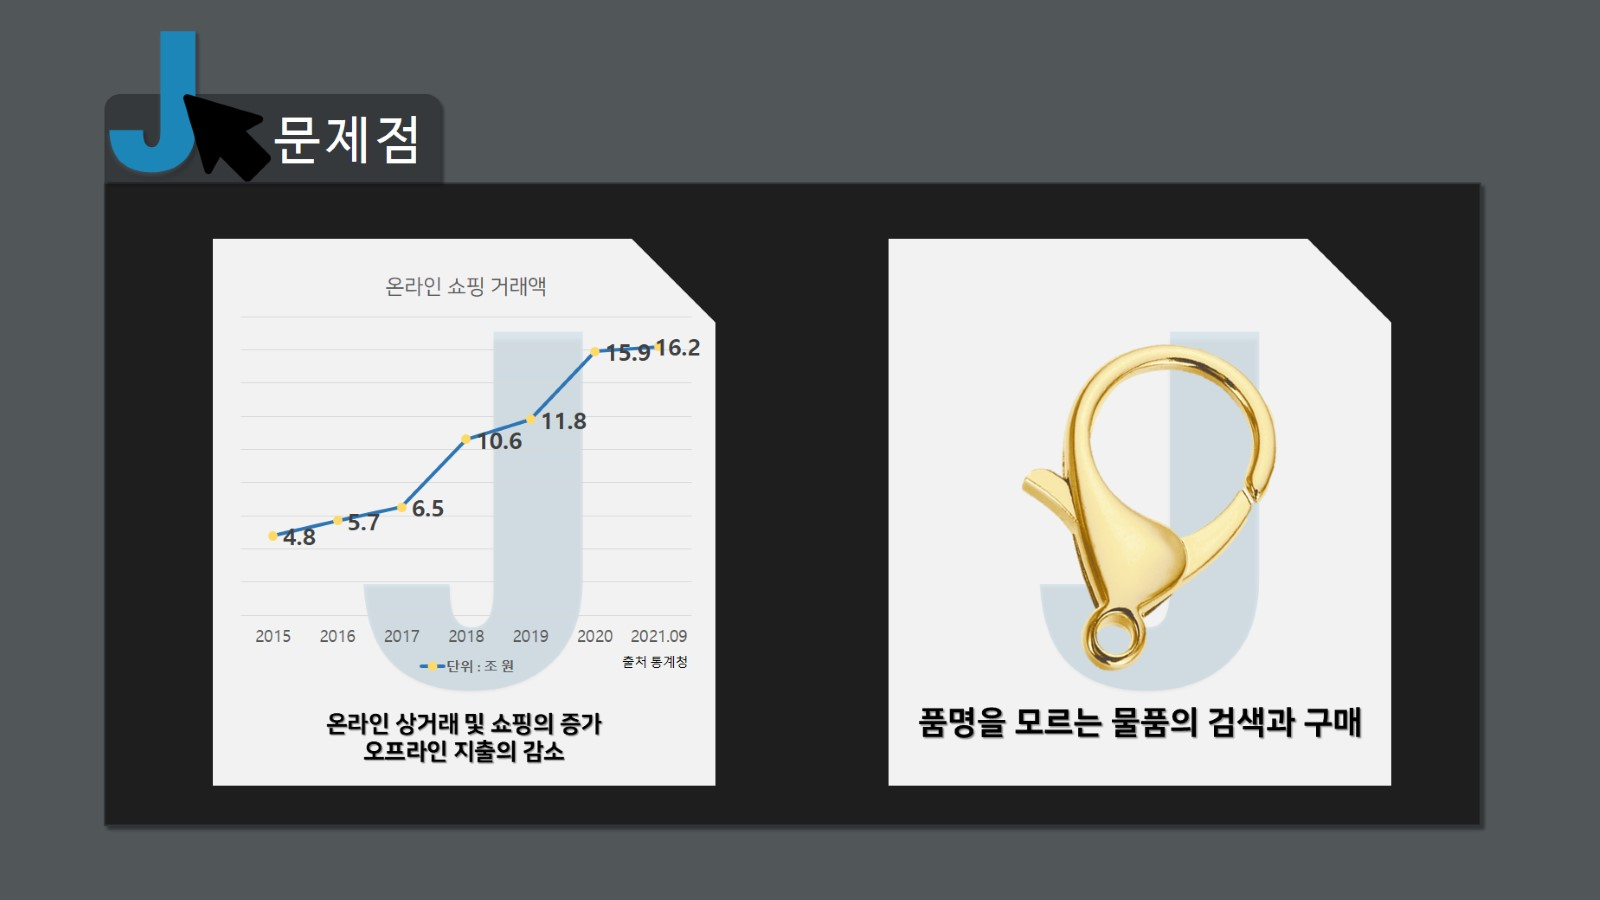 J
문제점
온라인 쇼핑 거래액
4.8
5.7
6.5
10.6
11.8
15.9
16.2
2015 2016 2017 2018 2019 2020 2021.09
단위 : 조 원
출처 통계청
온라인 상거래 및 쇼핑의 증가
오프라인 지출의 감소
품명을 모르는 물품의 검색과 구매